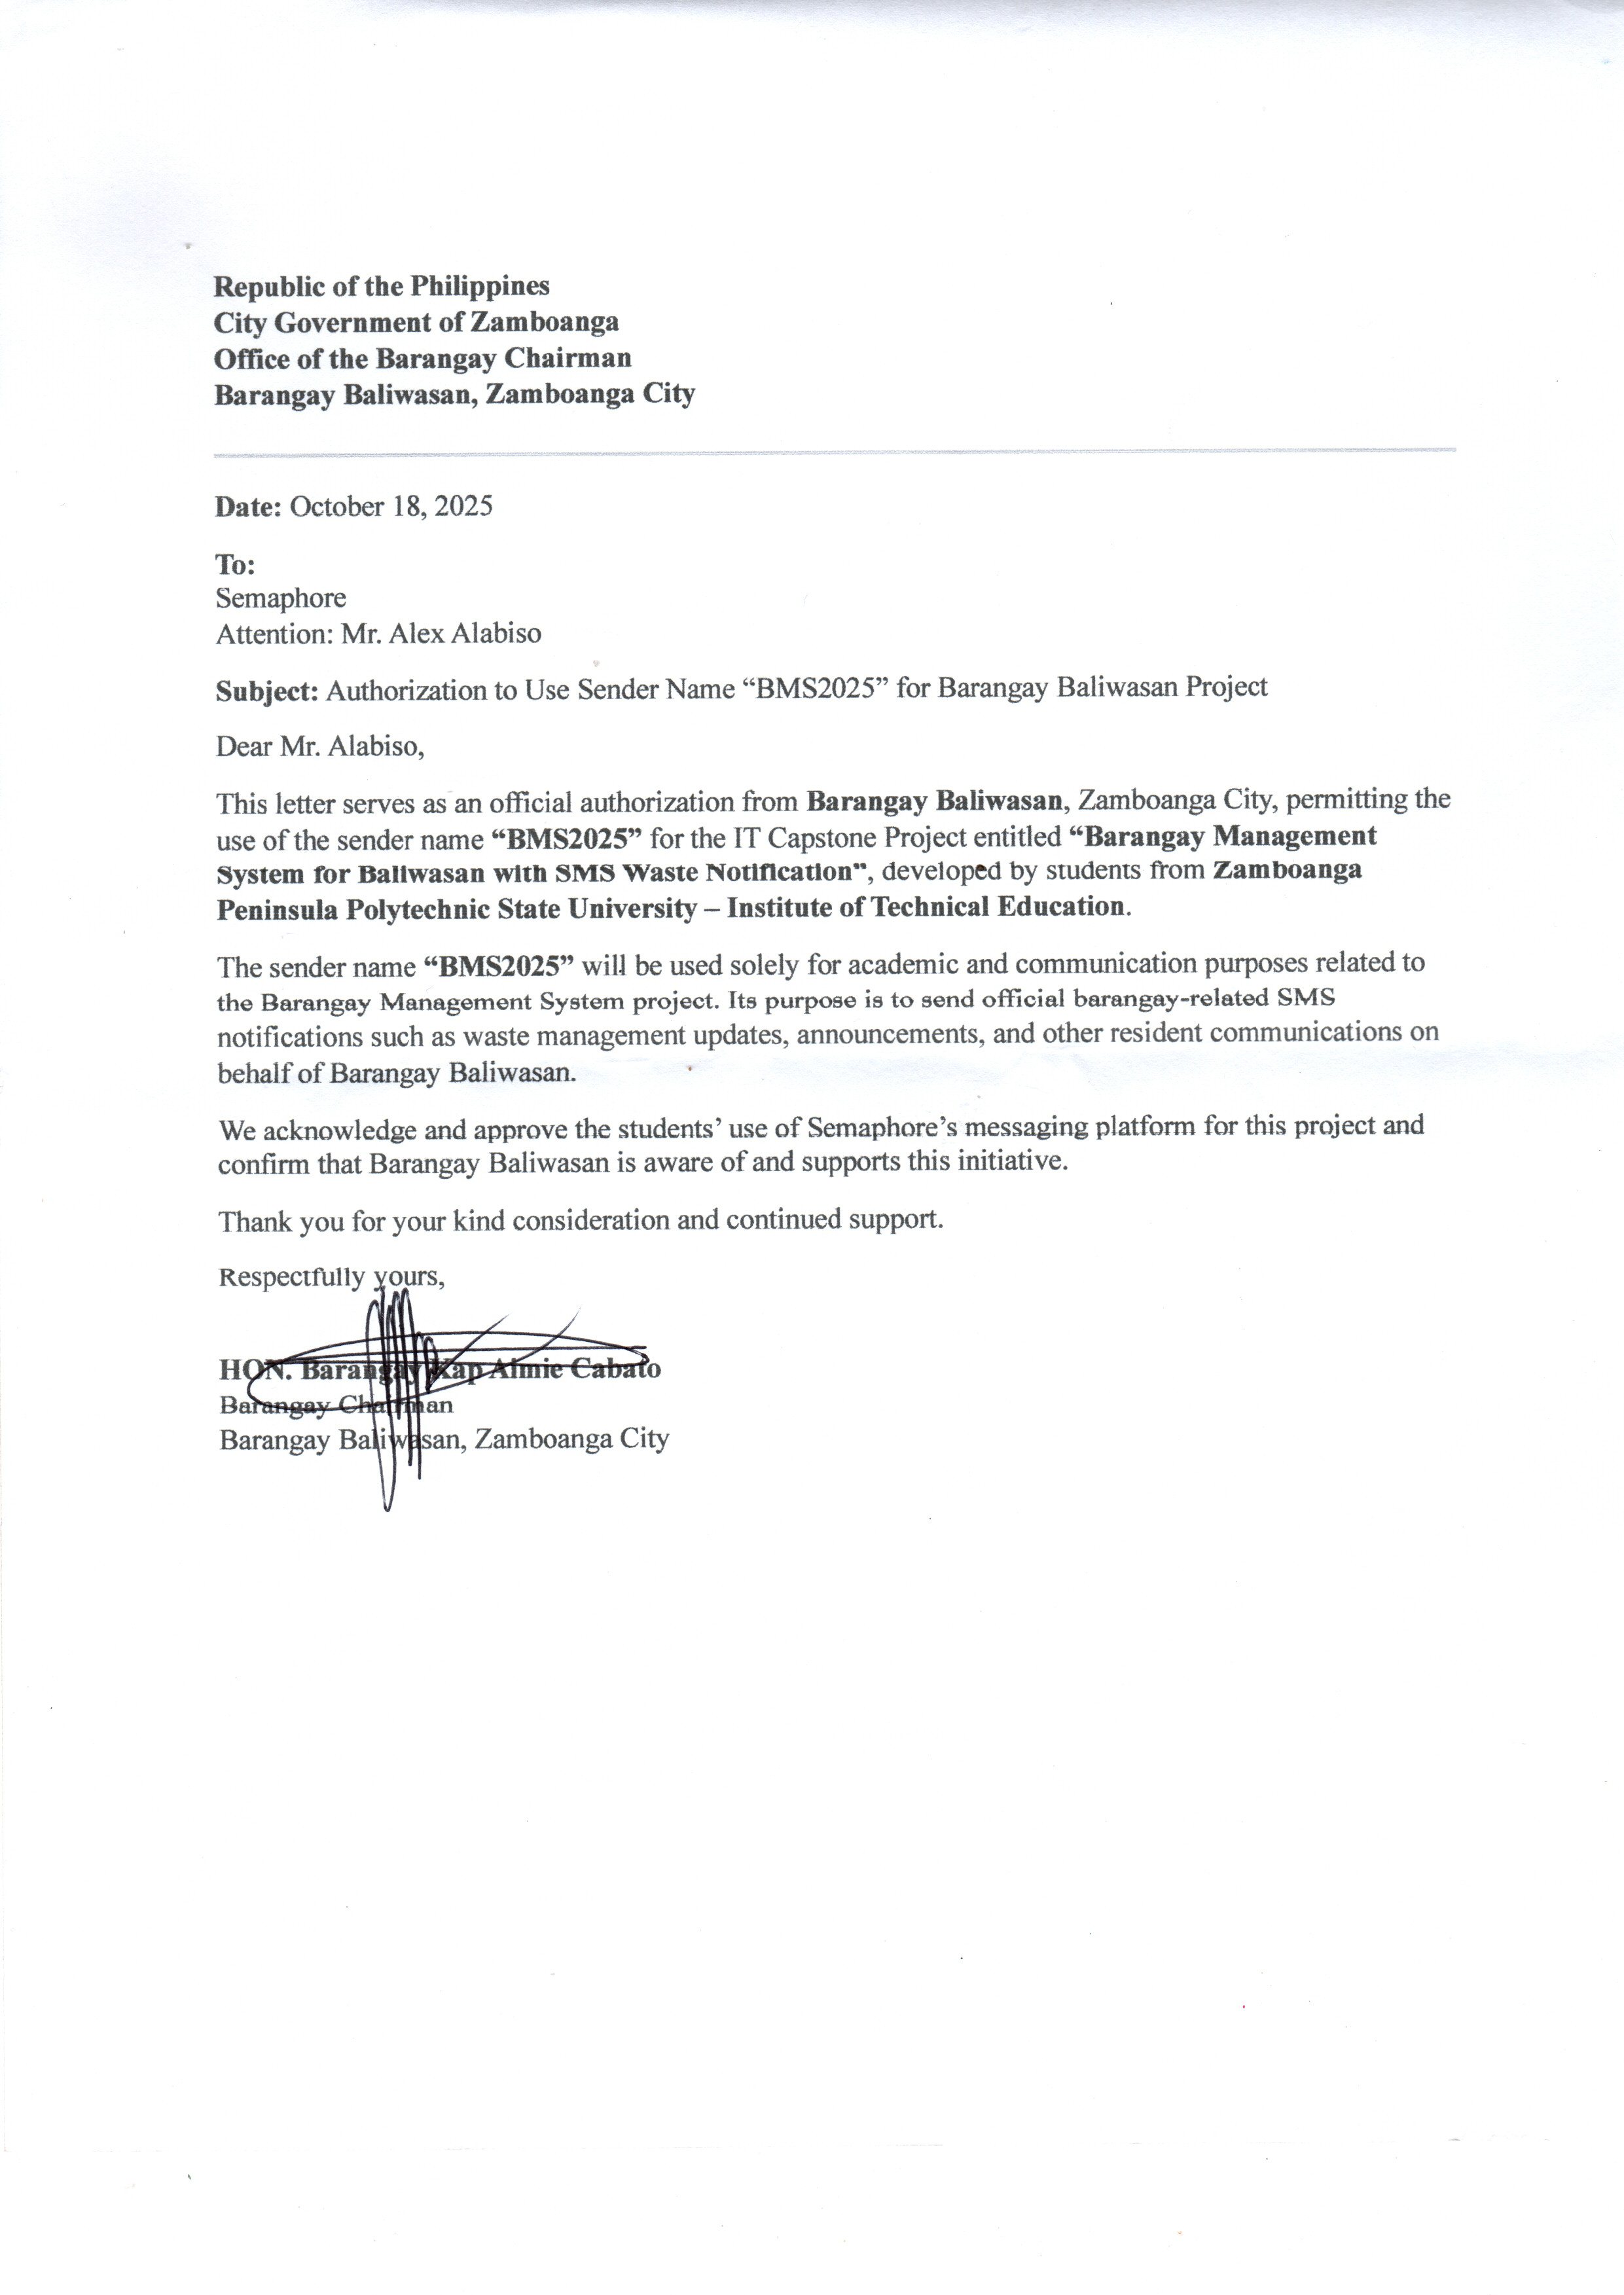 Republic of the Philippines
City Government of Zamboanga
Office of the Barangay Chairman
Barangay Baliwasan, Zamboanga City
Date: October 18, 2025
To:
Semaphore
Attention: Mr. Alex Alabiso
Subject: Authorization to Use Sender Name “BMS2025” for Barangay Baliwasan Project
Dear Mr. Alabiso,
This letter serves as an official authorization from Barangay Baliwasan, Zamboanga City, permitting the
use of the sender name “BMS2025” for the IT Capstone Project entitled “Barangay Management
System for Baliwasan with SMS Waste Notification”, developed by students from Zamboanga
Peninsula Polytechnic State University – Institute of Technical Education.
The sender name “BMS2025” will be used solely for academic and communication purposes related to
the Barangay Management System project. Its purpose is to send official barangay-related SMS
notifications such as waste management updates, announcements, and other resident communications on
behalf of Barangay Baliwasan.
We acknowledge and approve the students’ use of Semaphore’s messaging platform for this project and
confirm that Barangay Baliwasan is aware of and supports this initiative.
Thank you for your kind consideration and continued support.
Respectfully yours,
HON. Barangay Kap Almie Cabato
Barangay Chairman
Barangay Baliwasan, Zamboanga City